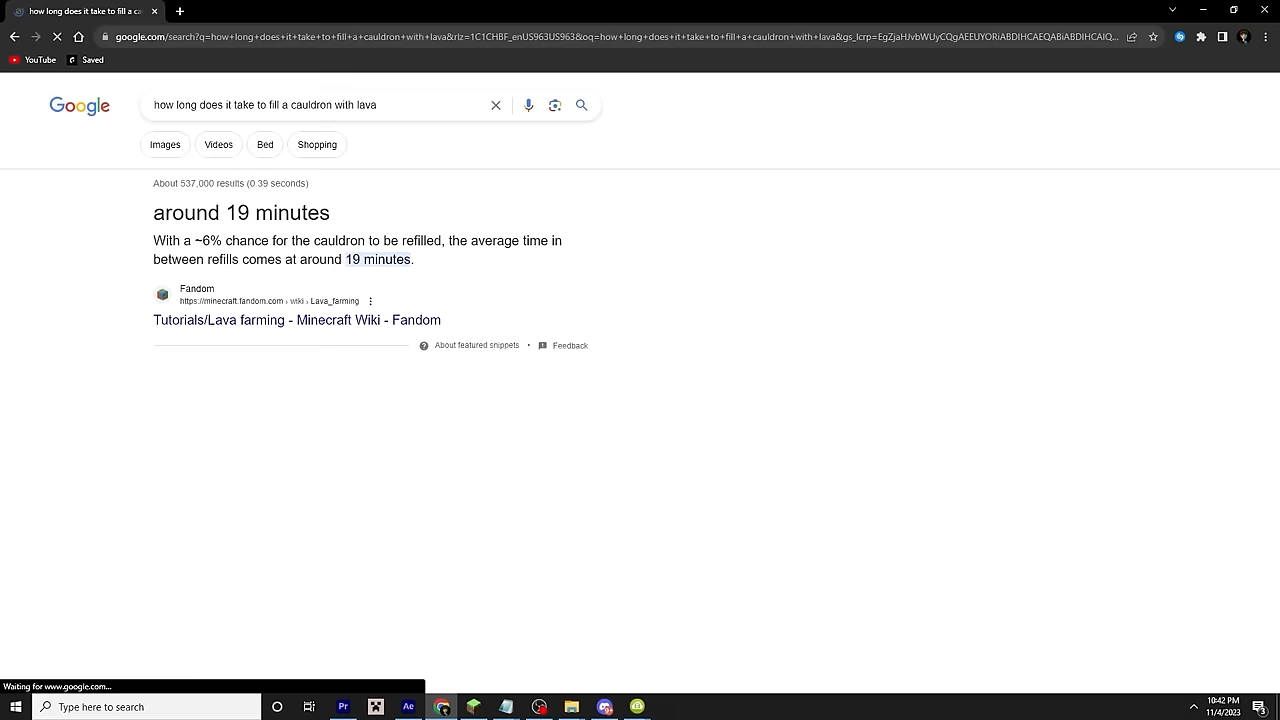 how long does it take to fill a ca
google.com/search?q=how+long+does+it+take+to+fill+a+cauldron+with+lava&rlz=1C1CHBF_enUS963US963&oq=how+long+does+it+take+to+fill+a+cauldron+with+lava&gs_lcrp=EgZjaHJvbWUyCQgAEEUYORiABDIHCAEQABiABDIHCAIQ...
YouTube
Saved
Google
how long does it take to fill a cauldron with lava
Images
Videos
Bed
Shopping
About 537,000 results (0.39 seconds)
around 19 minutes
With a ~6% chance for the cauldron to be refilled, the average time in
between refills comes at around 19 minutes.
Fandom
https://minecraft.fandom.com › wiki › Lava_farming
Tutorials/Lava farming - Minecraft Wiki - Fandom
About featured snippets • Feedback
Waiting for www.google.com...
Type here to search
Pr
Ae
10:42 PM
11/4/2023